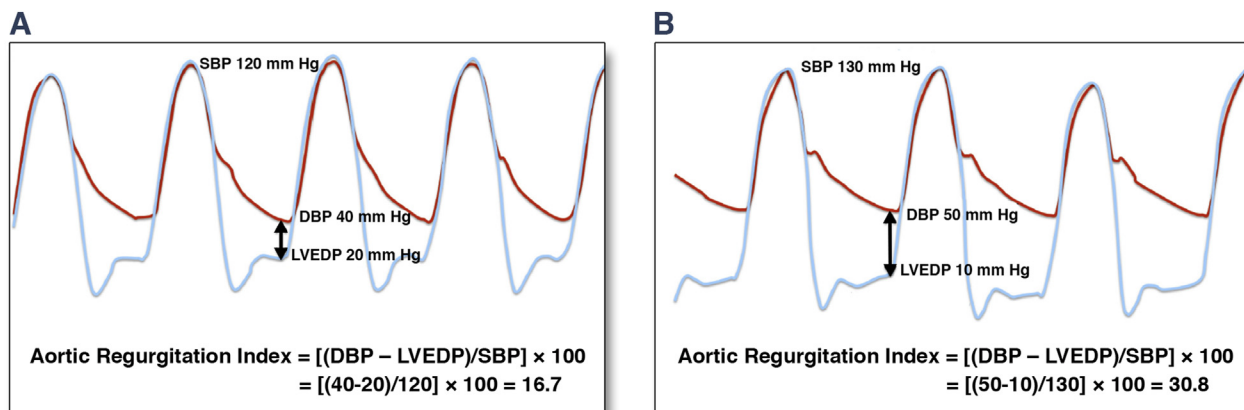 A
SBP 120 mm Hg
DBP 40 mm Hg
LVEDP 20 mm Hg
Aortic Regurgitation Index = [(DBP – LVEDP)/SBP] × 100
= [(40-20)/120] × 100 = 16.7
B
SBP 130 mm Hg
DBP 50 mm Hg
LVEDP 10 mm Hg
Aortic Regurgitation Index = [(DBP – LVEDP)/SBP] × 100
= [(50-10)/130] × 100 = 30.8